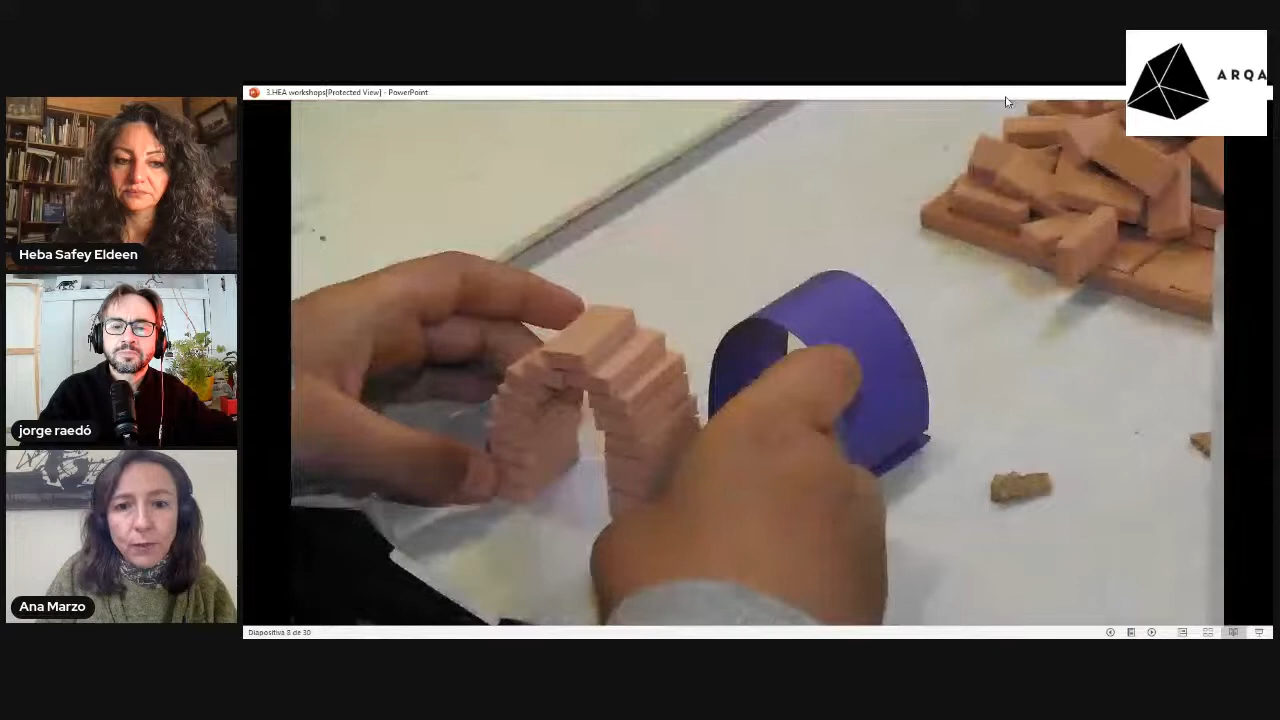 3.HEA workshops[Protected View] - PowerPoint
ARQA
Heba Safey Eldeen
jorge raedó
Ana Marzo
Diapositiva 8 de 30